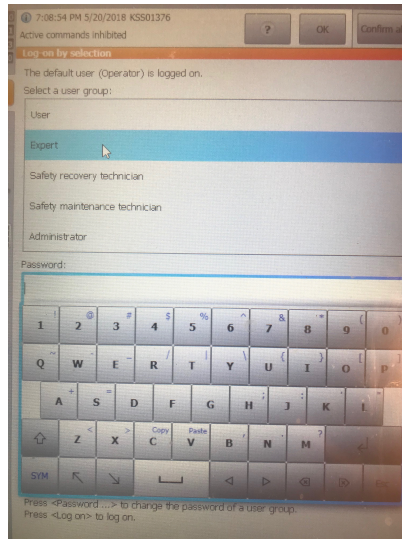 7:08:54 PM 5/20/2018 KSS01376
Active commands inhibited
?
OK
Confirm
Log-on by selection
The default user (Operator) is logged on.
Select a user group:
User
Expert
Safety recovery technician
Safety maintenance technician
Administrator
Password:
! @ # $ % ^ & * ( )
1 2 3 4 5 6 7 8 9 0
~ - _ / | \ { } [ ]
Q W E R T Y U I O P
+ = : ; ' "
A S D F G H J K L
< > Copy Paste ?
Z X C V B N M
SYM
Esc
Press <Password ...> to change the password of a user group.
Press <Log on> to log on.